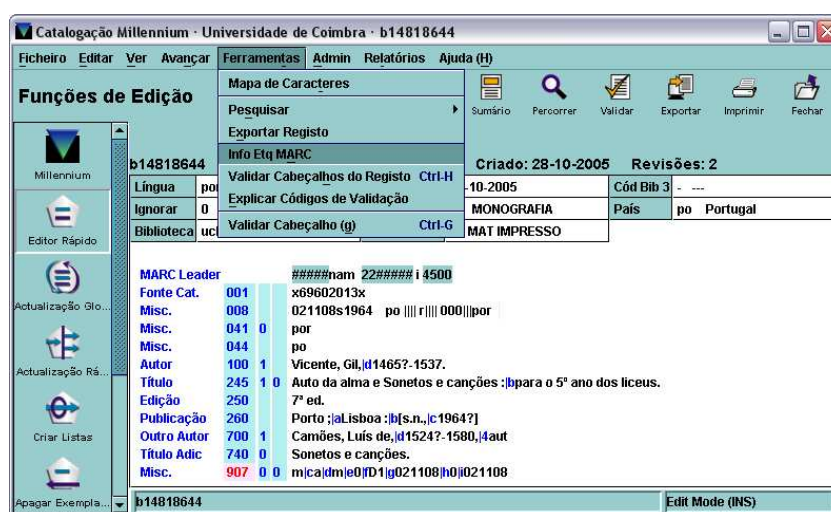 Catalogação Millennium · Universidade de Coimbra · b14818644
Ficheiro Editar Ver Avançar Ferramentas Admin Relatórios Ajuda (H)
Funções de Edição
Mapa de Caracteres
Pesquisar
Exportar Registo
Info Etq MARC
Validar Cabeçalhos do Registo Ctrl-H
Explicar Códigos de Validação
Validar Cabeçalho (g) Ctrl-G
Sumário Percorrer Validar Exportar Imprimir Fechar
Millennium
Editor Rápido
Actualização Glo...
Actualização Rá...
Criar Listas
Apagar Exempla...
b14818644 Criado: 28-10-2005 Revisões: 2
Língua por -10-2005 Cód Bib 3 - ---
Ignorar 0 MONOGRAFIA País po Portugal
Biblioteca ucl MAT IMPRESSO
MARC Leader #####nam 22##### i 4500
Fonte Cat. 001 x69602013x
Misc. 008 021108s1964 po |||| r|||| 000|||por
Misc. 041 0 por
Misc. 044 po
Autor 100 1 Vicente, Gil,|d1465?-1537.
Título 245 1 0 Auto da alma e Sonetos e canções :|bpara o 5º ano dos liceus.
Edição 250 7ª ed.
Publicação 260 Porto ;|aLisboa :|b[s.n.,|c1964?]
Outro Autor 700 1 Camões, Luís de,|d1524?-1580,|4aut
Título Adic 740 0 Sonetos e canções.
Misc. 907 0 0 m|ca|dm|e0|fD1|g021108|h0|i021108
b14818644 Edit Mode (INS)